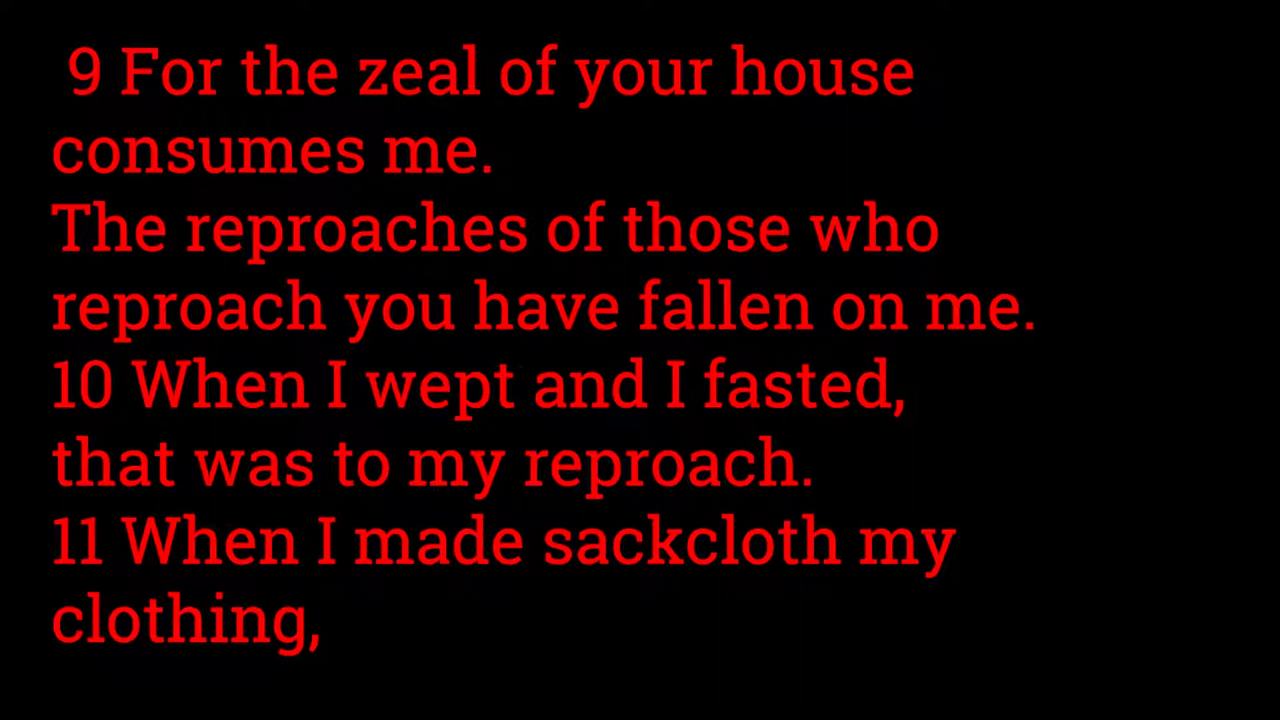 9 For the zeal of your house
consumes me.
The reproaches of those who
reproach you have fallen on me.
10 When I wept and I fasted,
that was to my reproach.
11 When I made sackcloth my
clothing,